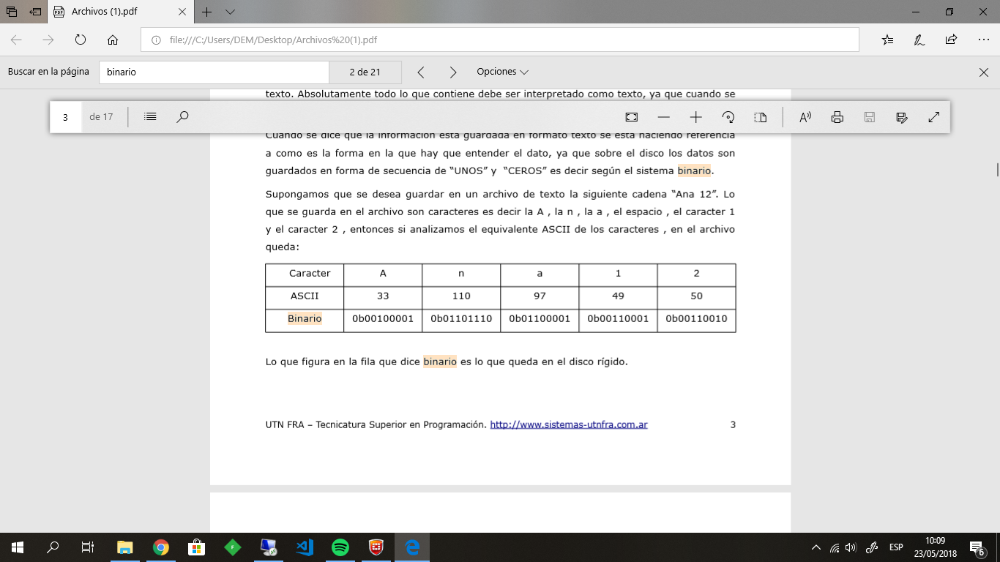 Archivos (1).pdf
file:///C:/Users/DEM/Desktop/Archivos%20(1).pdf
Buscar en la página binario 2 de 21 Opciones
texto. Absolutamente todo lo que contiene debe ser interpretado como texto, ya que cuando se
3 de 17
Cuando se dice que la información está guardada en formato texto se está haciendo referencia
a como es la forma en la que hay que entender el dato, ya que sobre el disco los datos son
guardados en forma de secuencia de “UNOS” y “CEROS” es decir según el sistema binario.
Supongamos que se desea guardar en un archivo de texto la siguiente cadena “Ana 12”. Lo
que se guarda en el archivo son caracteres es decir la A , la n , la a , el espacio , el caracter 1
y el caracter 2 , entonces si analizamos el equivalente ASCII de los caracteres , en el archivo
queda:
Caracter A n a 1 2
ASCII 33 110 97 49 50
Binario 0b00100001 0b01101110 0b01100001 0b00110001 0b00110010
Lo que figura en la fila que dice binario es lo que queda en el disco rígido.
UTN FRA – Tecnicatura Superior en Programación. http://www.sistemas-utnfra.com.ar 3
ESP 10:09
23/05/2018 6